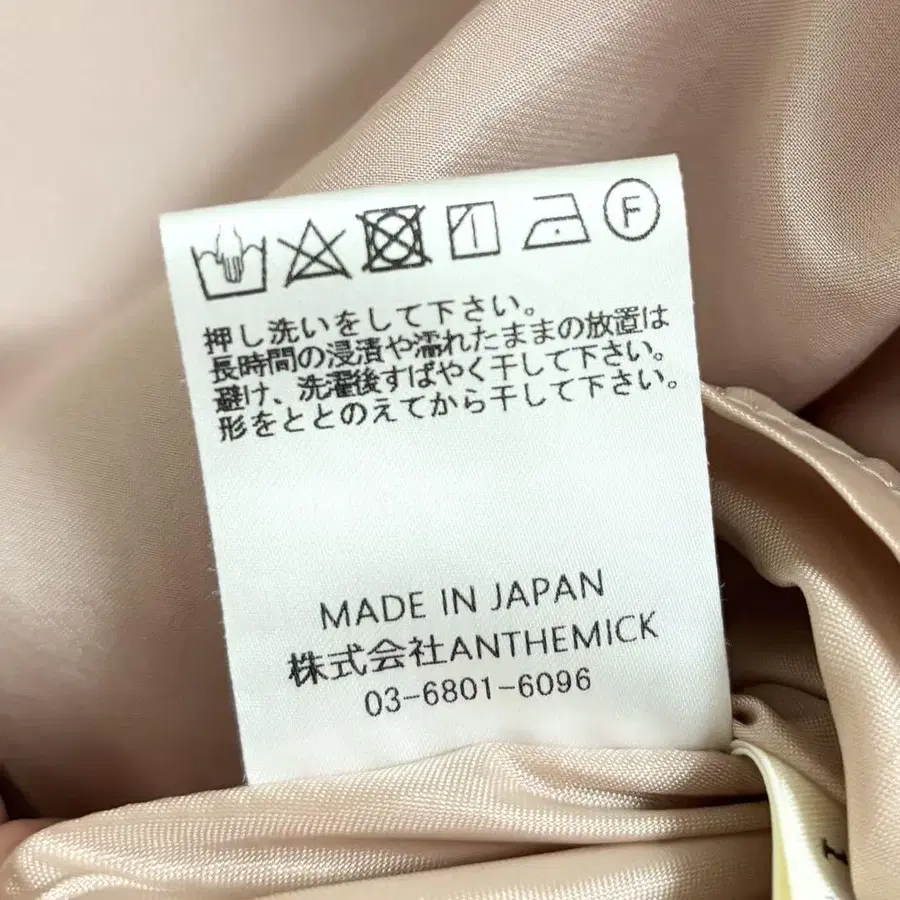 F
押し洗いをして下さい。
長時間の浸漬や濡れたままの放置は
避け、洗濯後すばやく干して下さい。
形をととのえてから干して下さい。
MADE IN JAPAN
株式会社ANTHEMICK
03-6801-6096